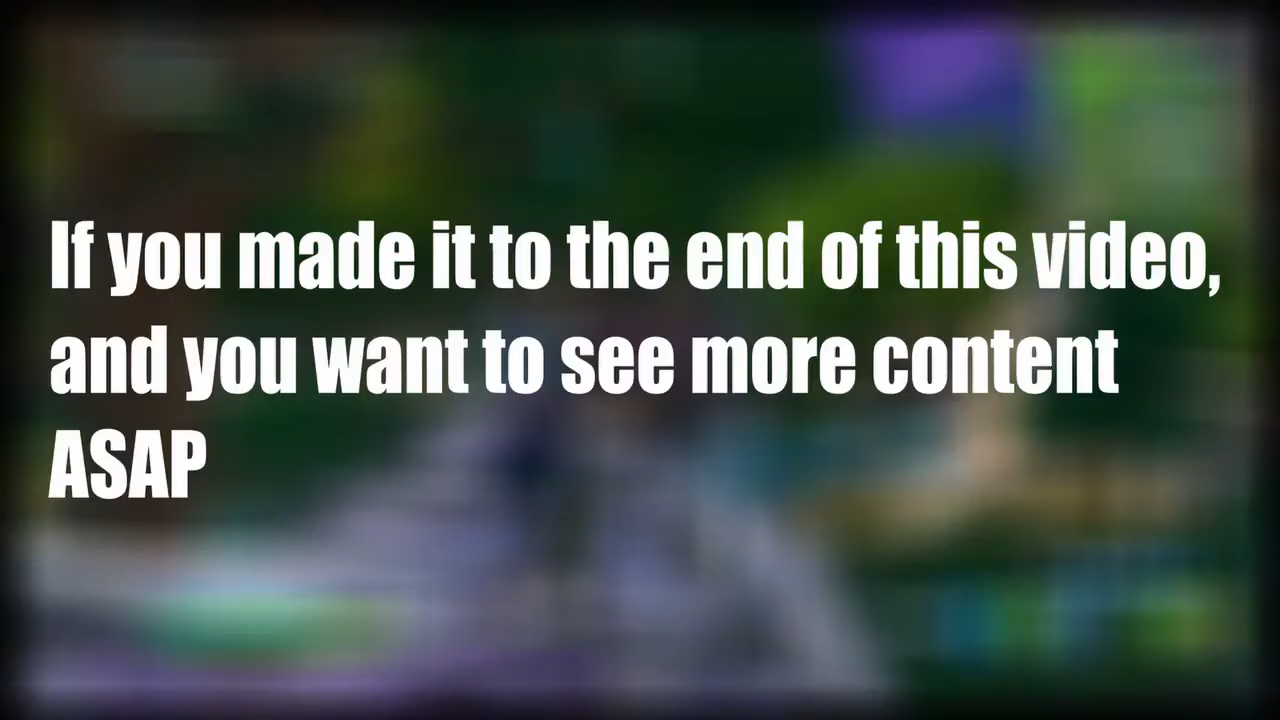 If you made it to the end of this video,
and you want to see more content
ASAP